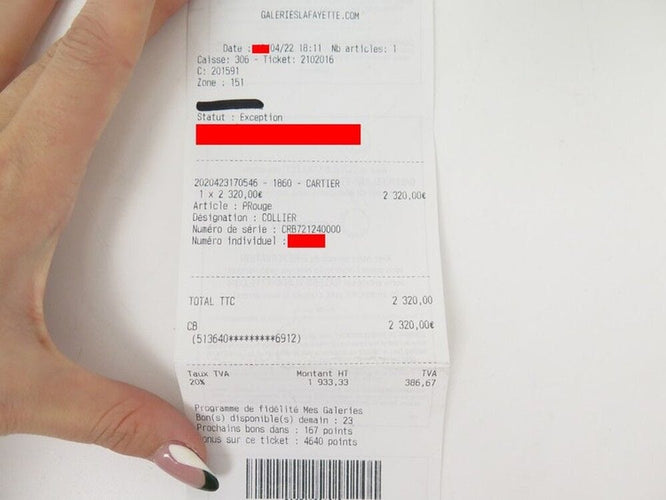 GALERIESLAFAYETTE.COM
Date : 04/22 18:11 Nb articles: 1
Caisse: 306 - Ticket: 2102016
C: 201591
Zone : 151
Statut : Exception
2020423170546 - 1860 - CARTIER
1 x 2 320,00€ 2 320,00€
Article : PRouge
Désignation : COLLIER
Numéro de série : CRB721240000
Numéro individuel :
TOTAL TTC 2 320,00
CB 2 320,00€
(513640*********6912)
Taux TVA Montant HT TVA
20% 1 933,33 386,67
Programme de fidélité Mes Galeries
Bon(s) disponible(s) demain : 23
Prochains bons dans : 167 points
onus sur ce ticket : 4640 points